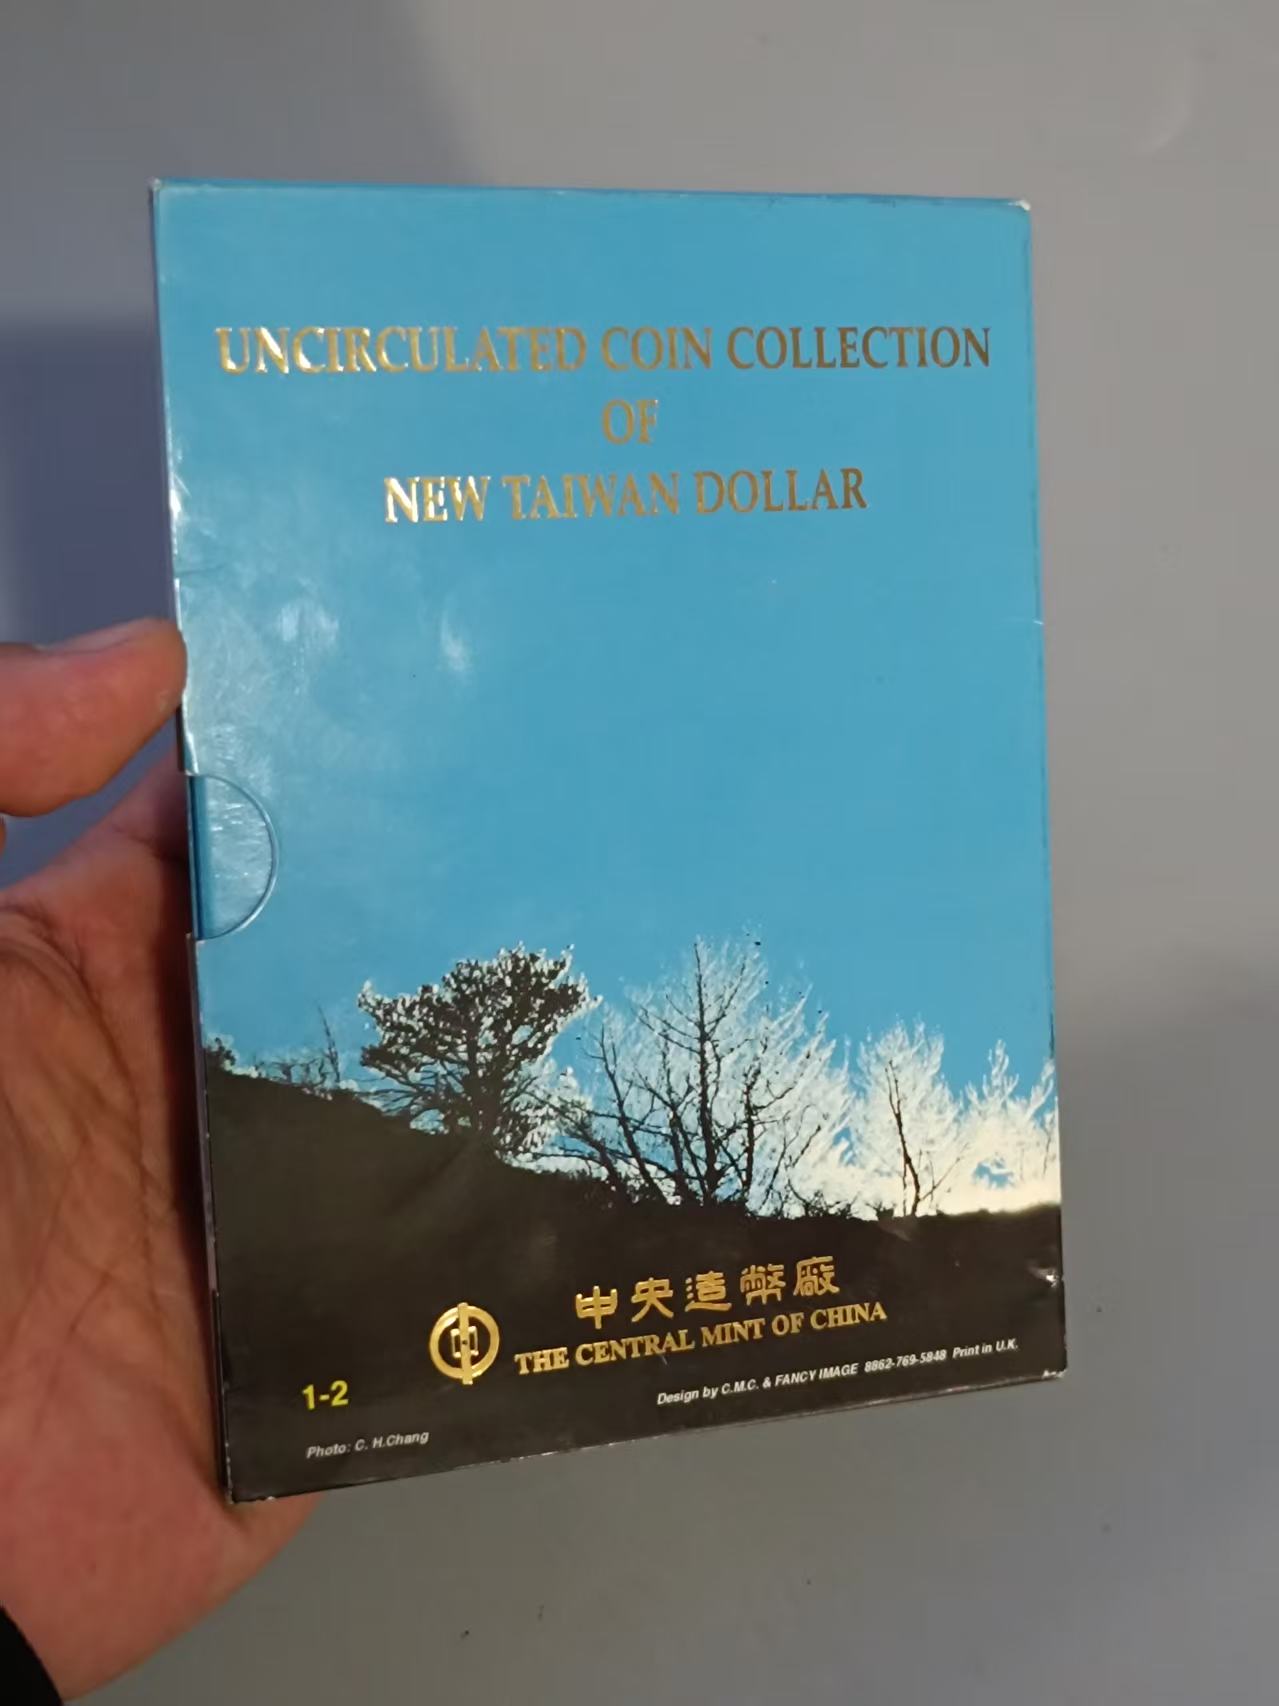 UNCIRCULATED COIN COLLECTION
OF
NEW TAIWAN DOLLAR
中央造幣廠
THE CENTRAL MINT OF CHINA
Design by C.M.C. & FANCY IMAGE 8862-769-5848 Print in U.K.
1-2
Photo: C. H.Chang